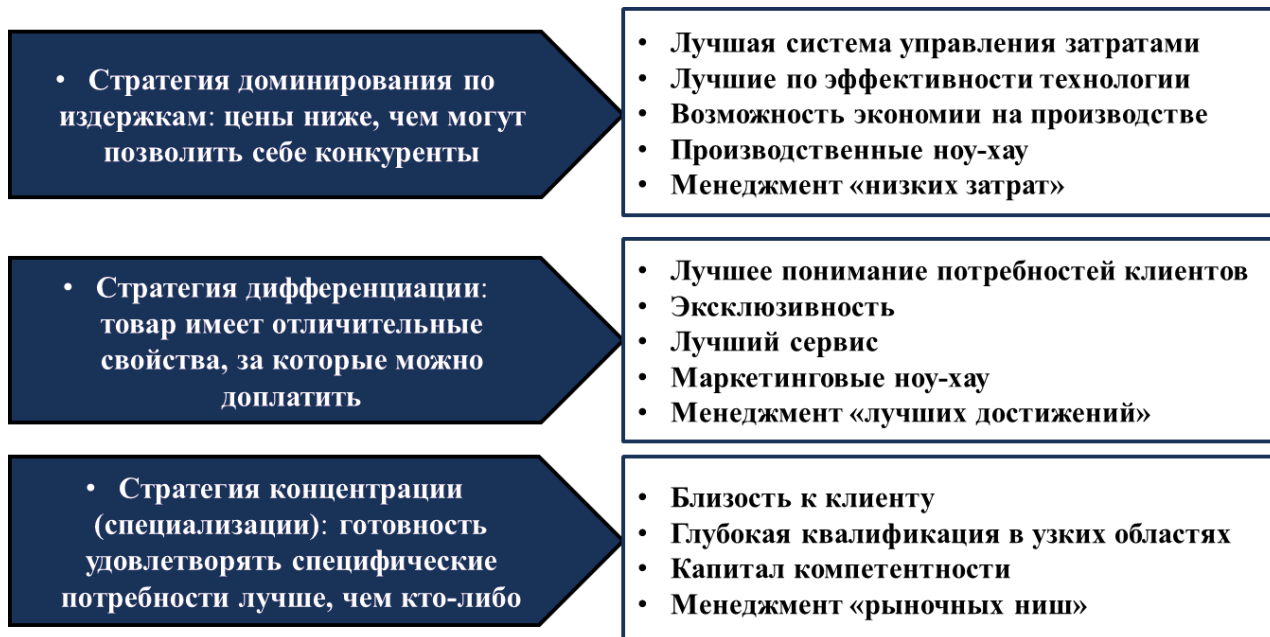 • Стратегия доминирования по
издержкам: цены ниже, чем могут
позволить себе конкуренты
• Лучшая система управления затратами
• Лучшие по эффективности технологии
• Возможность экономии на производстве
• Производственные ноу-хау
• Менеджмент «низких затрат»
• Стратегия дифференциации:
товар имеет отличительные
свойства, за которые можно
доплатить
• Лучшее понимание потребностей клиентов
• Эксклюзивность
• Лучший сервис
• Маркетинговые ноу-хау
• Менеджмент «лучших достижений»
• Стратегия концентрации
(специализации): готовность
удовлетворять специфические
потребности лучше, чем кто-либо
• Близость к клиенту
• Глубокая квалификация в узких областях
• Капитал компетентности
• Менеджмент «рыночных ниш»